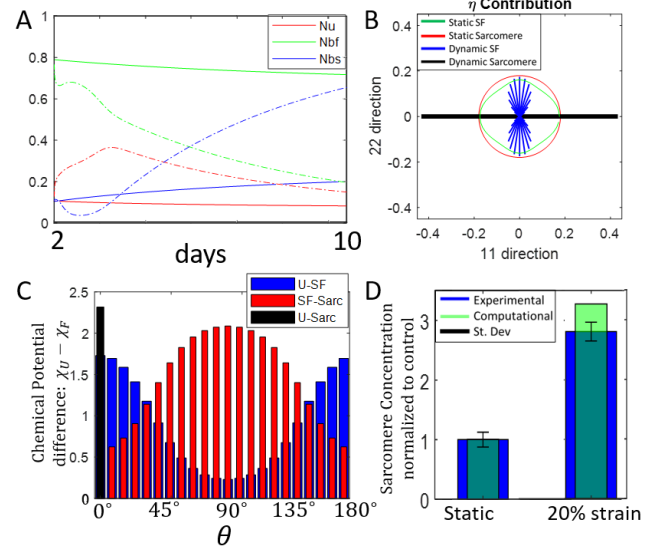 A
1
0.8
0.6
0.4
0.2
0
2
10
days
Nu
Nbf
Nbs
B
η Contribution
Static SF
Static Sarcomere
Dynamic SF
Dynamic Sarcomere
22 direction
0.4
0.2
0
-0.2
-0.4
-0.4
-0.2
0
0.2
0.4
11 direction
C
Chemical Potential
difference: χU − χF
2.5
2
1.5
1
0.5
0
0° 45° 90° 135° 180°
θ
U-SF
SF-Sarc
U-Sarc
D
Sarcomere Concentration
normalized to control
3
2
1
0
Experimental
Computational
St. Dev
Static
20% strain